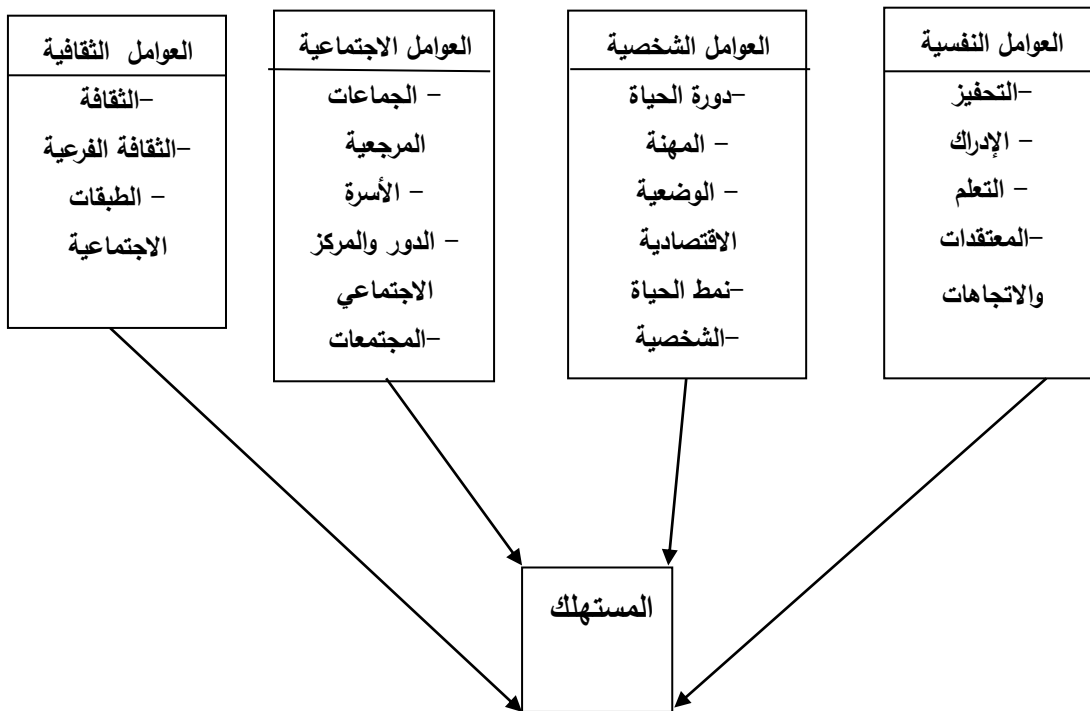 العوامل النفسية
-التحفيز
- الإدراك
- التعلم
-المعتقدات
والاتجاهات
العوامل الشخصية
-دورة الحياة
- المهنة
- الوضعية
الاقتصادية
-نمط الحياة
-الشخصية
العوامل الاجتماعية
- الجماعات
المرجعية
- الأسرة
- الدور والمركز
الاجتماعي
-المجتمعات
العوامل الثقافية
-الثقافة
-الثقافة الفرعية
- الطبقات
الاجتماعية
المستهلك